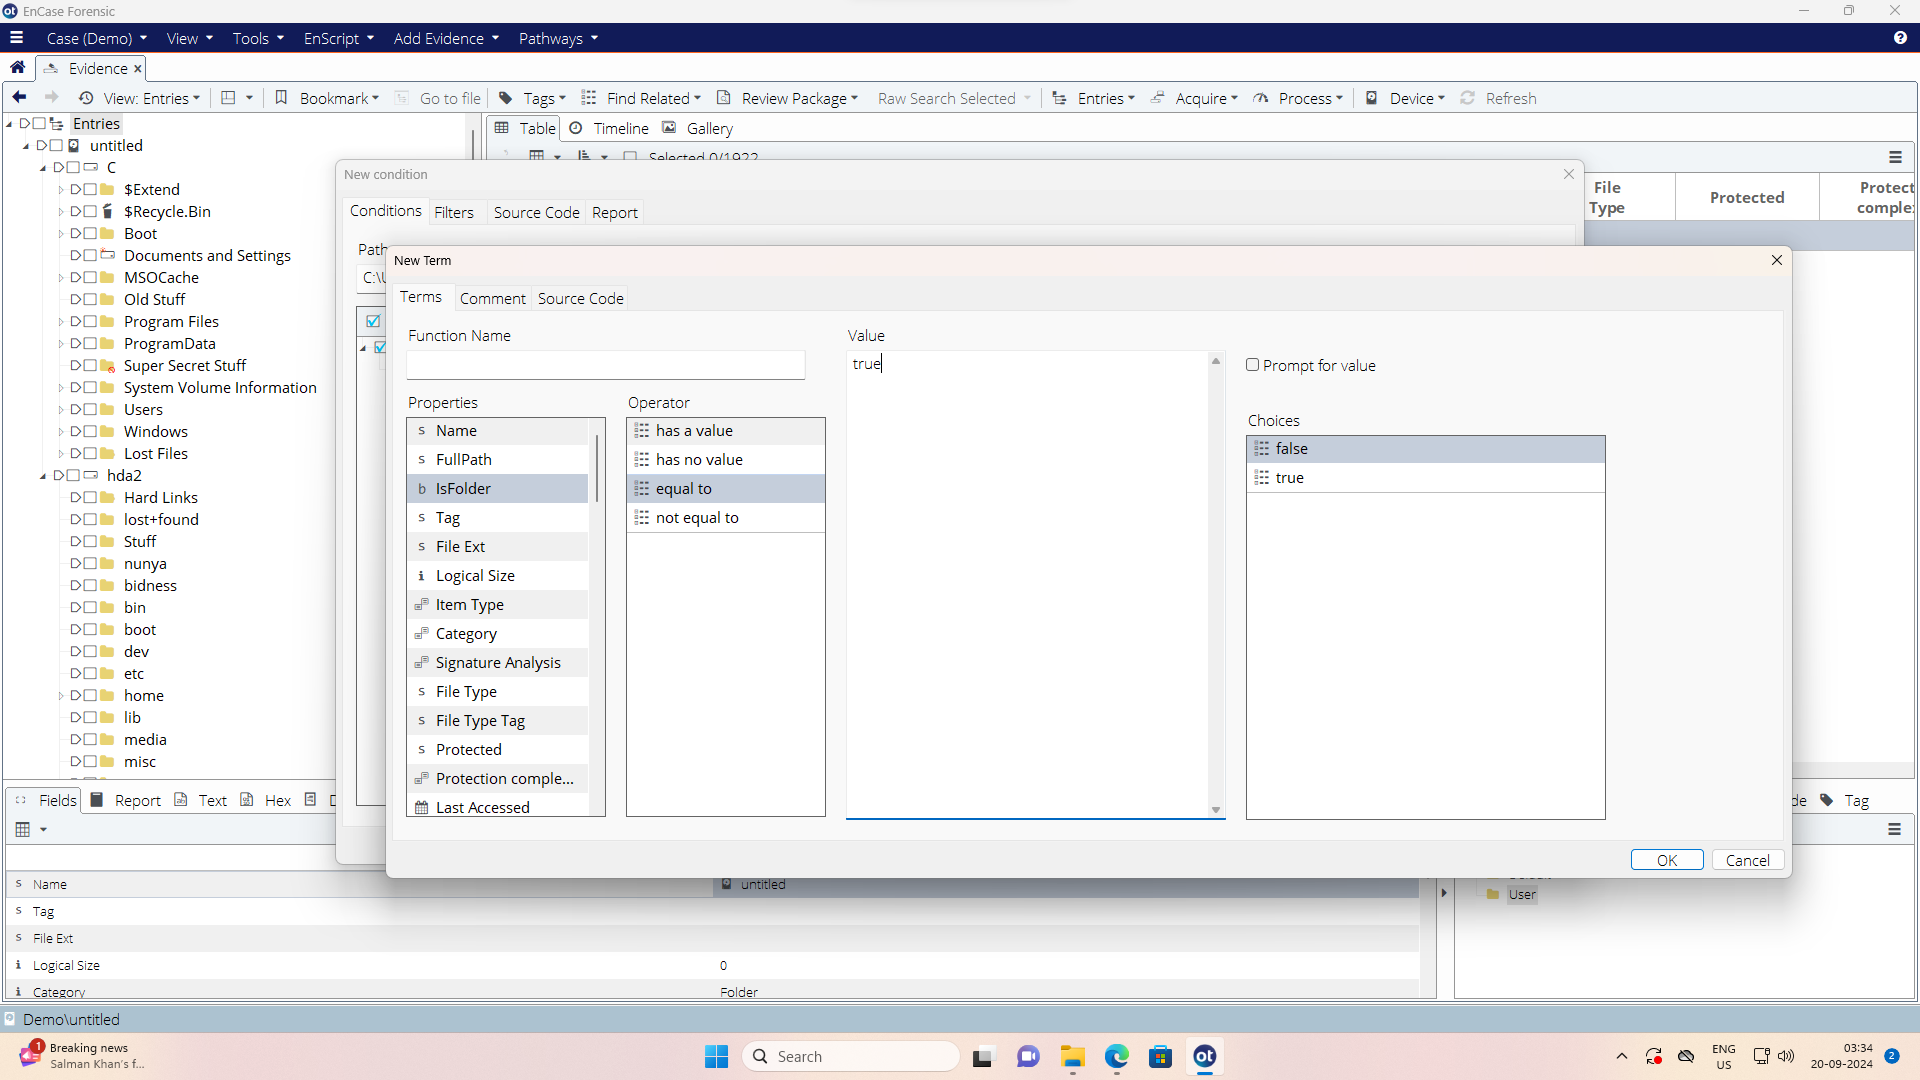 EnCase Forensic
Case (Demo) View Tools EnScript Add Evidence Pathways
Evidence
View: Entries Bookmark Go to file Tags Find Related Review Package Raw Search Selected Entries Acquire Process Device Refresh
Entries
untitled
C
$Extend
$Recycle.Bin
Boot
Documents and Settings
MSOCache
Old Stuff
Program Files
ProgramData
Super Secret Stuff
System Volume Information
Users
Windows
Lost Files
hda2
Hard Links
lost+found
Stuff
nunya
bidness
bin
boot
dev
etc
home
lib
media
misc
Table Timeline Gallery
Selected 0/1922
File Type
Protected
Protect
comple
New condition
Conditions Filters Source Code Report
Path
C:\U
New Term
Terms Comment Source Code
Function Name
Value
true
Prompt for value
Properties
Name
FullPath
IsFolder
Tag
File Ext
Logical Size
Item Type
Category
Signature Analysis
File Type
File Type Tag
Protected
Protection comple...
Last Accessed
Operator
has a value
has no value
equal to
not equal to
Choices
false
true
OK Cancel
Fields Report Text Hex D
de Tag
Name untitled
Tag
File Ext
Logical Size 0
Category Folder
User
Demo\untitled
1
Breaking news
Salman Khan's f...
Search
ot
ENG
US
03:34
20-09-2024
2